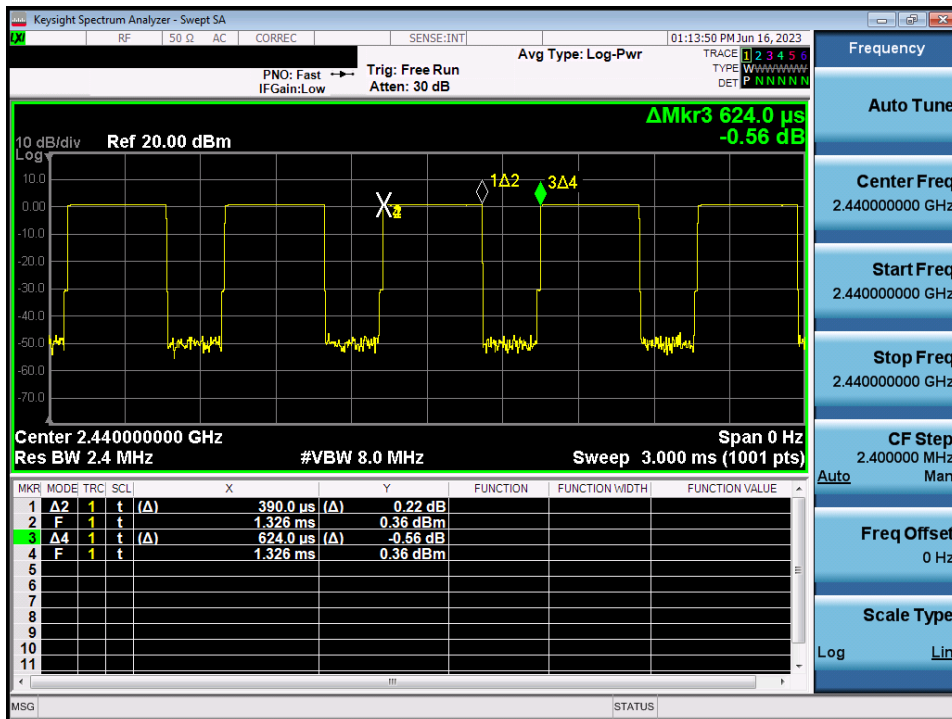 Keysight Spectrum Analyzer - Swept SA
LXI RF 50 Ω AC CORREC SENSE:INT 01:13:50 PM Jun 16, 2023
PNO: Fast
IFGain:Low
Trig: Free Run
Atten: 30 dB
Avg Type: Log-Pwr
TRACE 1 2 3 4 5 6
TYPE WWWWWW
DET P N N N N N
ΔMkr3 624.0 µs
-0.56 dB
10 dB/div Ref 20.00 dBm
Log
10.0
0.00
-10.0
-20.0
-30.0
-40.0
-50.0
-60.0
-70.0
1Δ2
3Δ4
Center 2.440000000 GHz Span 0 Hz
Res BW 2.4 MHz #VBW 8.0 MHz Sweep 3.000 ms (1001 pts)
MKR MODE TRC SCL X Y FUNCTION FUNCTION WIDTH FUNCTION VALUE
1 Δ2 1 t (Δ) 390.0 µs (Δ) 0.22 dB
2 F 1 t 1.326 ms 0.36 dBm
3 Δ4 1 t (Δ) 624.0 µs (Δ) -0.56 dB
4 F 1 t 1.326 ms 0.36 dBm
5
6
7
8
9
10
11
MSG STATUS
Frequency
Auto Tune
Center Freq
2.440000000 GHz
Start Freq
2.440000000 GHz
Stop Freq
2.440000000 GHz
CF Step
2.400000 MHz
Auto Man
Freq Offset
0 Hz
Scale Type
Log Lin